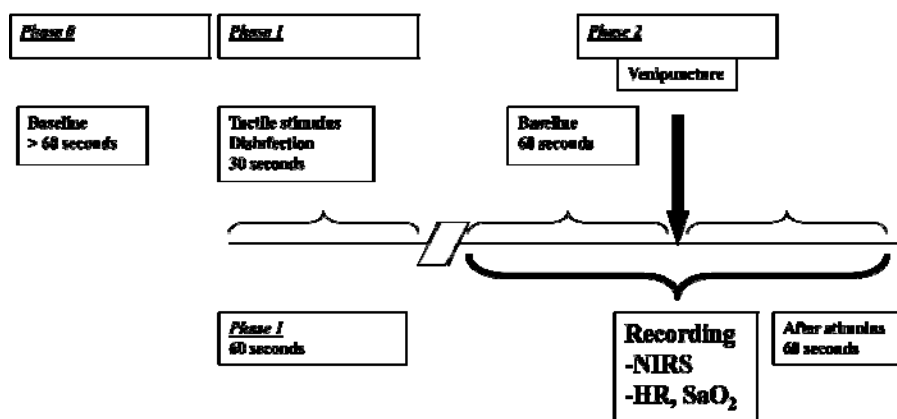 Phase 0
Phase 1
Phase 2
Venipuncture
Baseline
> 60 seconds
Tactile stimulus
Disinfection
30 seconds
Baseline
60 seconds
Phase 1
60 seconds
Recording
-NIRS
-HR, SaO₂
After stimulus
60 seconds